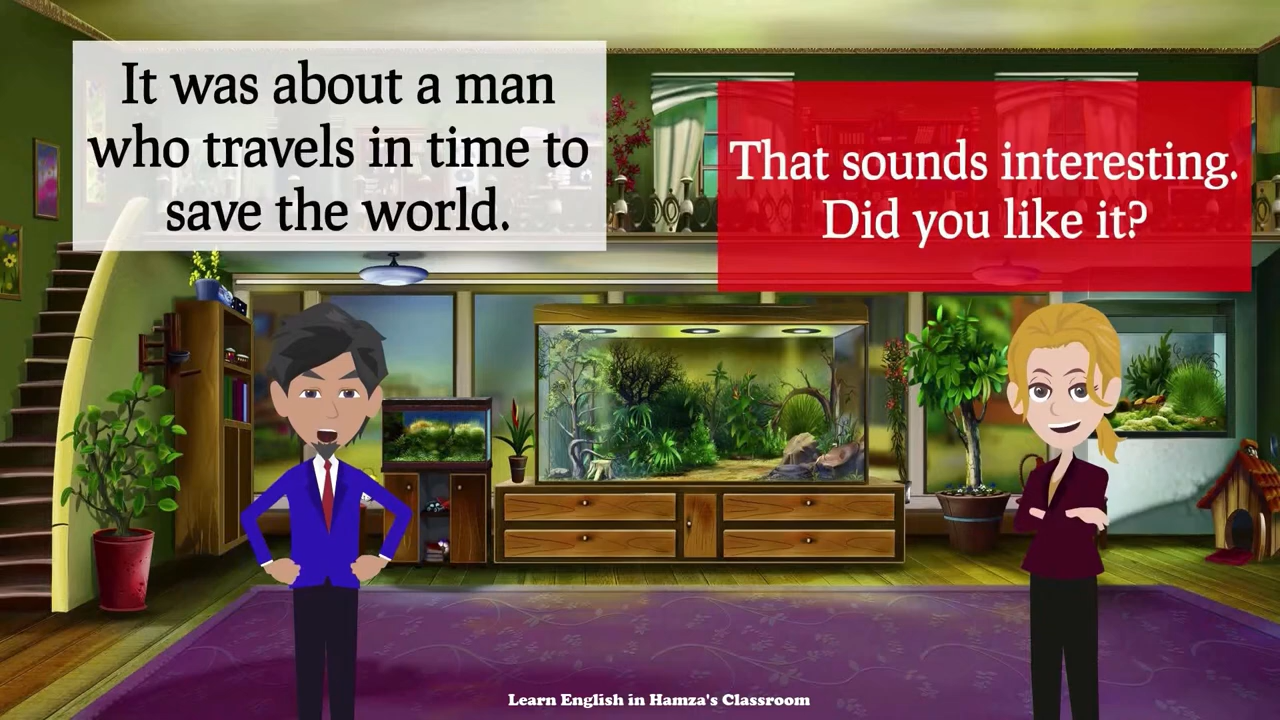 It was about a man
who travels in time to
save the world.
That sounds interesting.
Did you like it?
Learn English in Hamza's Classroom